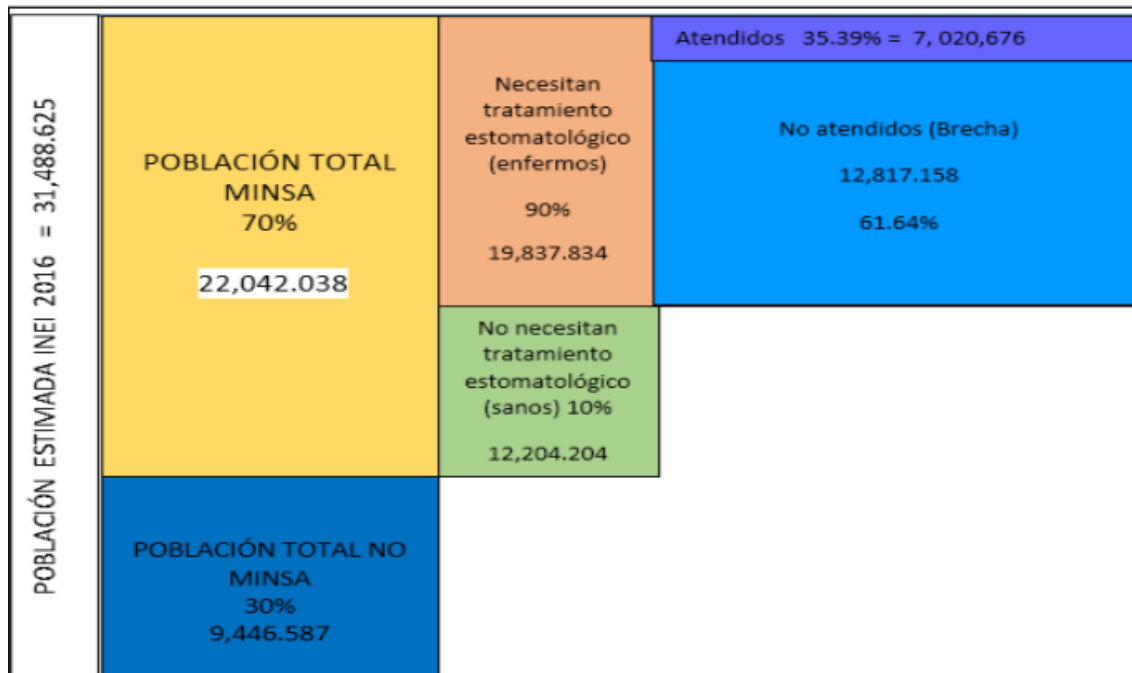 POBLACIÓN ESTIMADA INEI 2016 = 31,488.625
POBLACIÓN TOTAL
MINSA
70%
22,042.038
Necesitan
tratamiento
estomatológico
(enfermos)
90%
19,837.834
Atendidos 35.39% = 7, 020,676
No atendidos (Brecha)
12,817.158
61.64%
No necesitan
tratamiento
estomatológico
(sanos) 10%
12,204.204
POBLACIÓN TOTAL NO
MINSA
30%
9,446.587